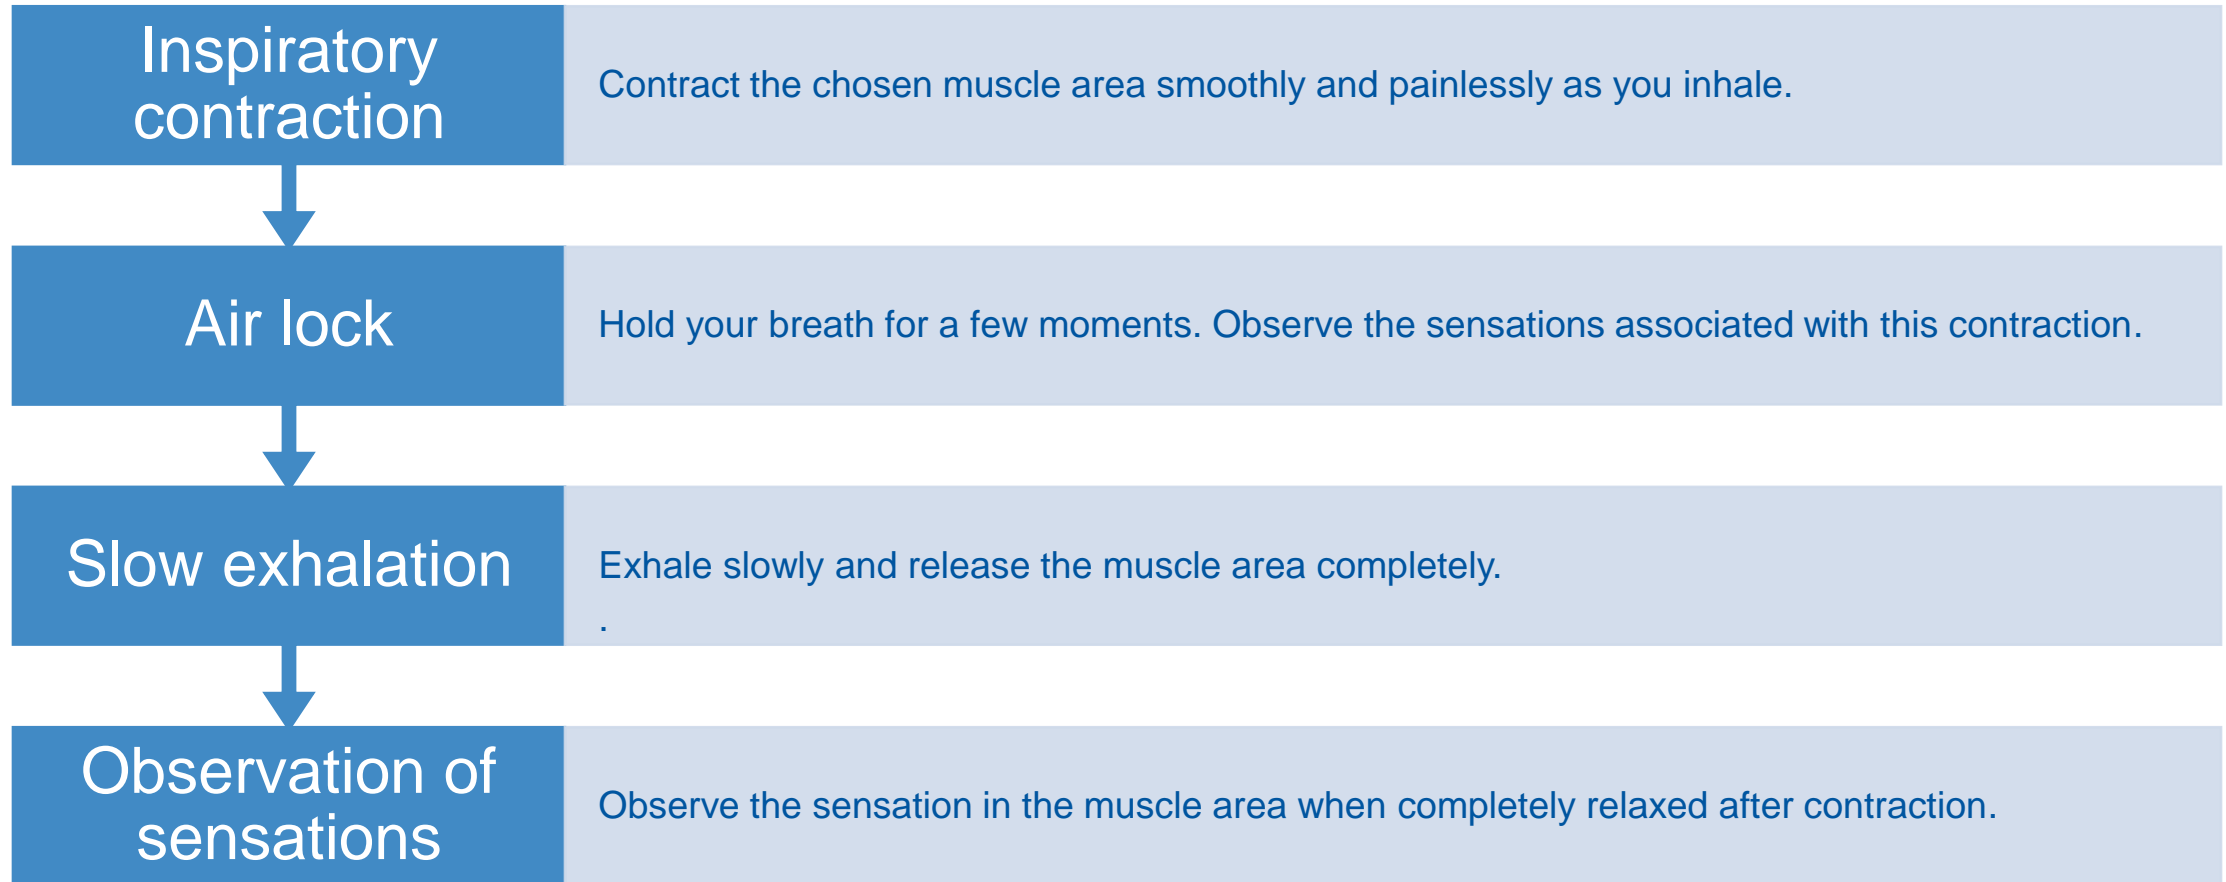 Inspiratory
contraction
Contract the chosen muscle area smoothly and painlessly as you inhale.
Air lock
Hold your breath for a few moments. Observe the sensations associated with this contraction.
Slow exhalation
Exhale slowly and release the muscle area completely.
.
Observation of
sensations
Observe the sensation in the muscle area when completely relaxed after contraction.